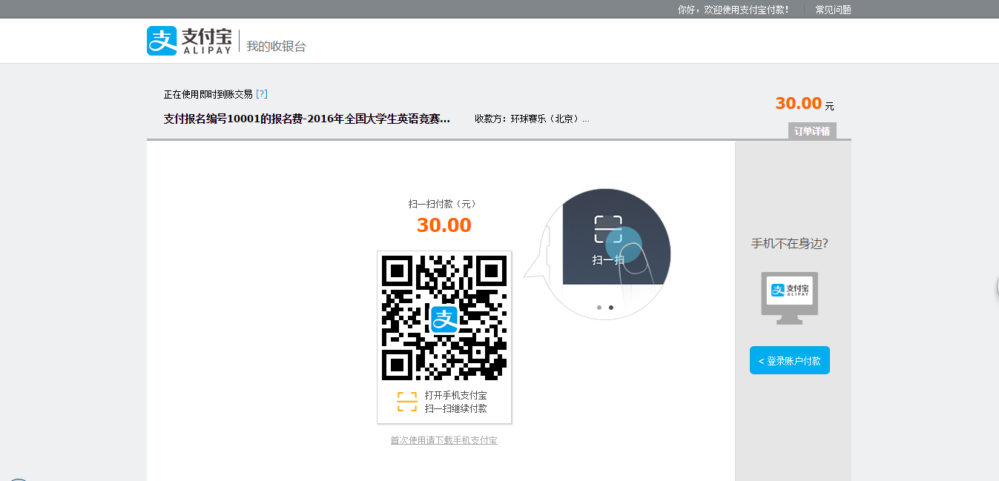 你好，欢迎使用支付宝付款！ 常见问题
支付宝
ALIPAY
我的收银台
正在使用即时到账交易 [?]
30.00 元
支付报名编号10001的报名费-2016年全国大学生英语竞赛... 收款方：环球赛乐（北京）...
订单详情
扫一扫付款（元）
30.00
扫一扫
支
打开手机支付宝
扫一扫继续付款
首次使用请下载手机支付宝
手机不在身边?
支付宝
ALIPAY
< 登录账户付款